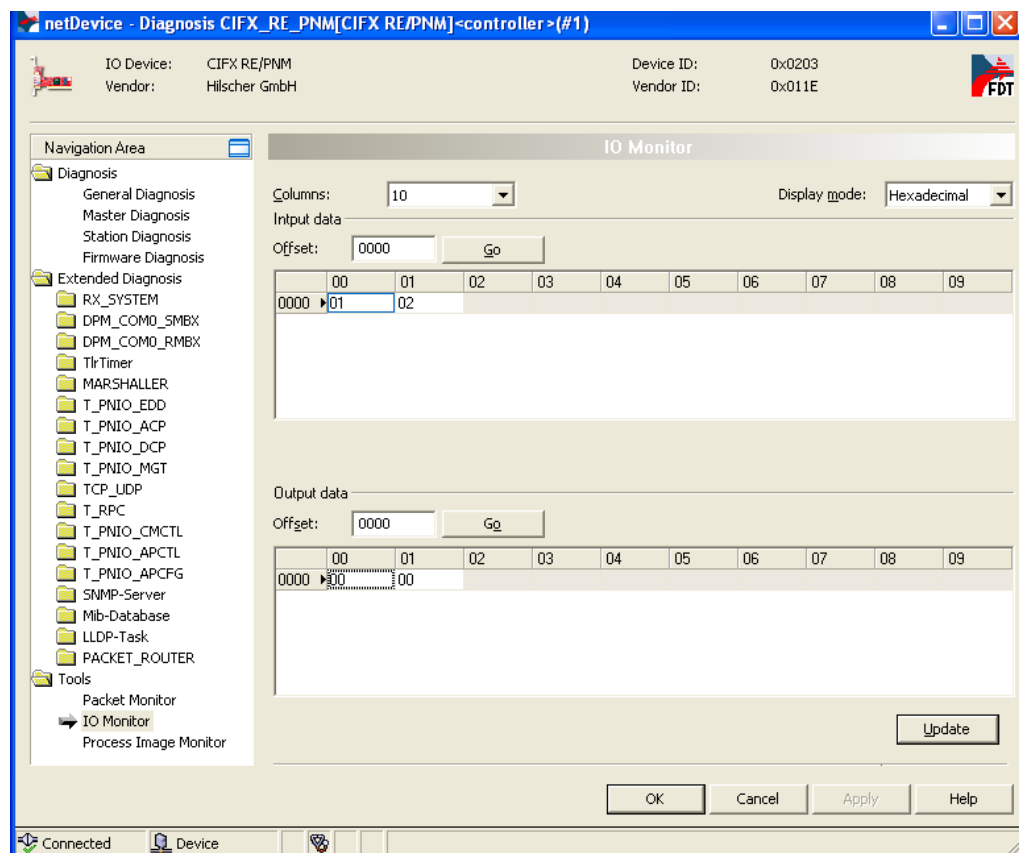 netDevice - Diagnosis CIFX_RE_PNM[CIFX RE/PNM]<controller>(#1)
IO Device: CIFX RE/PNM Device ID: 0x0203
Vendor: Hilscher GmbH Vendor ID: 0x011E
FDT
Navigation Area
Diagnosis
General Diagnosis
Master Diagnosis
Station Diagnosis
Firmware Diagnosis
Extended Diagnosis
RX_SYSTEM
DPM_COM0_SMBX
DPM_COM0_RMBX
TlrTimer
MARSHALLER
T_PNIO_EDD
T_PNIO_ACP
T_PNIO_DCP
T_PNIO_MGT
TCP_UDP
T_RPC
T_PNIO_CMCTL
T_PNIO_APCTL
T_PNIO_APCFG
SNMP-Server
Mib-Database
LLDP-Task
PACKET_ROUTER
Tools
Packet Monitor
IO Monitor
Process Image Monitor
IO Monitor
Columns: 10 Display mode: Hexadecimal
Intput data
Offset: 0000 Go
00 01 02 03 04 05 06 07 08 09
0000 01 02
Output data
Offset: 0000 Go
00 01 02 03 04 05 06 07 08 09
0000 00 00
Update
OK Cancel Apply Help
Connected Device